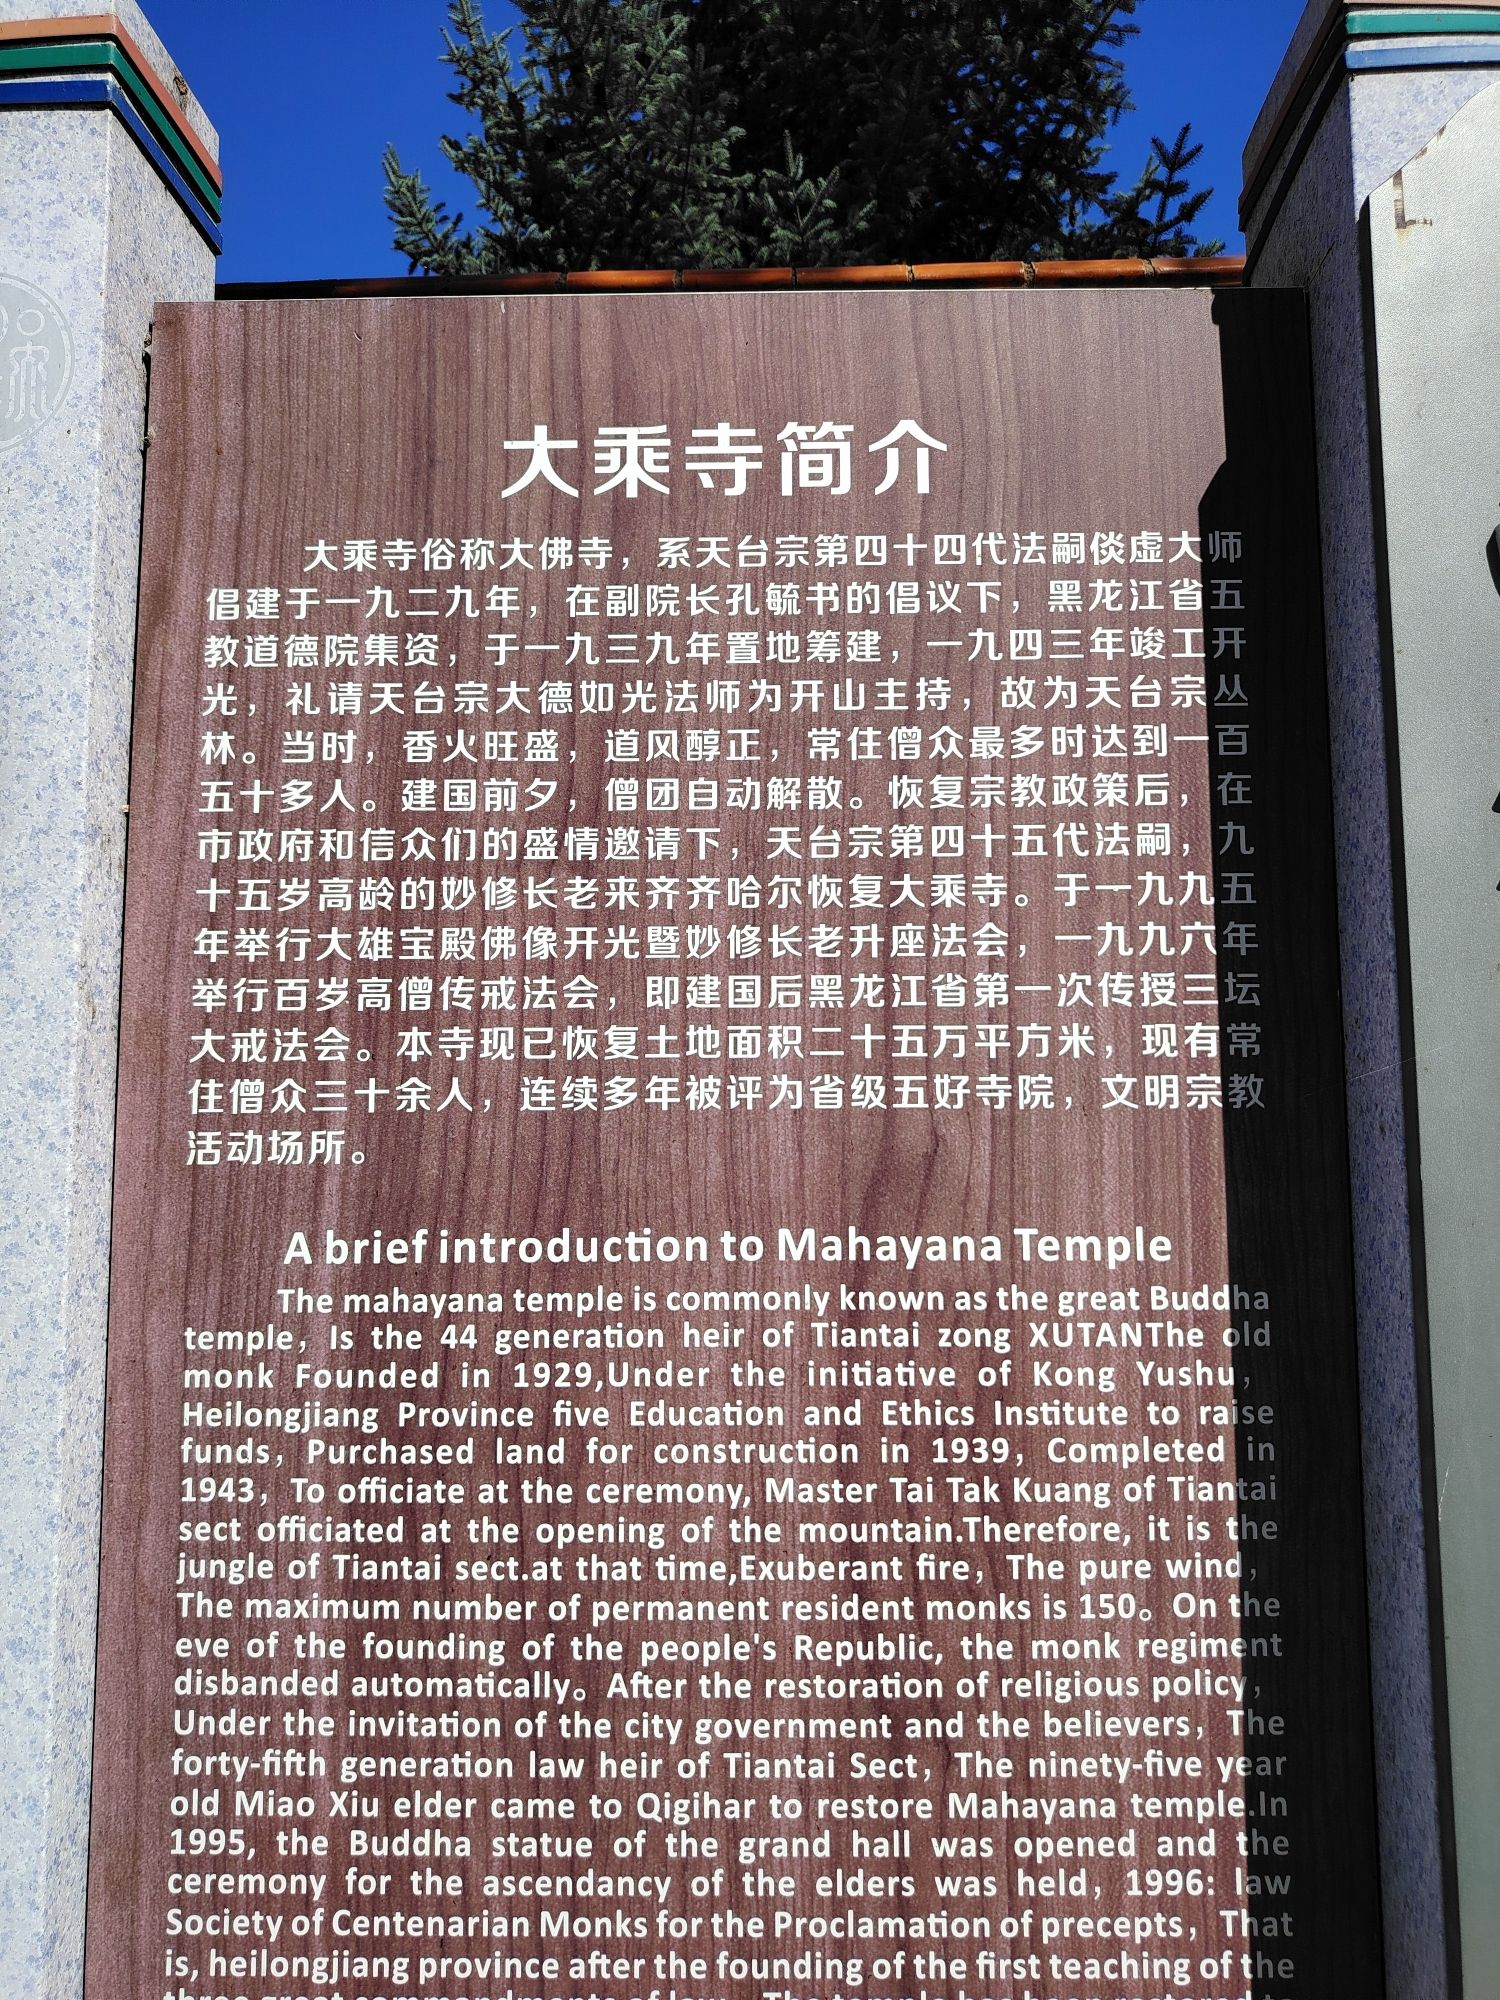 大乘寺简介
大乘寺俗称大佛寺，系天台宗第四十四代法嗣倓虚大师
倡建于一九二九年，在副院长孔毓书的倡议下，黑龙江省五
教道德院集资，于一九三九年置地筹建，一九四三年竣工开
光，礼请天台宗大德如光法师为开山主持，故为天台宗丛
林。当时，香火旺盛，道风醇正，常住僧众最多时达到一百
五十多人。建国前夕，僧团自动解散。恢复宗教政策后，在
市政府和信众们的盛情邀请下，天台宗第四十五代法嗣，九
十五岁高龄的妙修长老来齐齐哈尔恢复大乘寺。于一九九五
年举行大雄宝殿佛像开光暨妙修长老升座法会，一九九六年
举行百岁高僧传戒法会，即建国后黑龙江省第一次传授三坛
大戒法会。本寺现已恢复土地面积二十五万平方米，现有常
住僧众三十余人，连续多年被评为省级五好寺院，文明宗教
活动场所。
A brief introduction to Mahayana Temple
The mahayana temple is commonly known as the great Buddha
temple，Is the 44 generation heir of Tiantai zong XUTANThe old
monk Founded in 1929,Under the initiative of Kong Yushu，
Heilongjiang Province five Education and Ethics Institute to raise
funds，Purchased land for construction in 1939，Completed in
1943，To officiate at the ceremony, Master Tai Tak Kuang of Tiantai
sect officiated at the opening of the mountain.Therefore, it is the
jungle of Tiantai sect.at that time,Exuberant fire，The pure wind，
The maximum number of permanent resident monks is 150。On the
eve of the founding of the people's Republic, the monk regiment
disbanded automatically。After the restoration of religious policy，
Under the invitation of the city government and the believers，The
forty-fifth generation law heir of Tiantai Sect，The ninety-five year
old Miao Xiu elder came to Qigihar to restore Mahayana temple.In
1995, the Buddha statue of the grand hall was opened and the
ceremony for the ascendancy of the elders was held，1996: law
Society of Centenarian Monks for the Proclamation of precepts，That
is, heilongjiang province after the founding of the first teaching of the